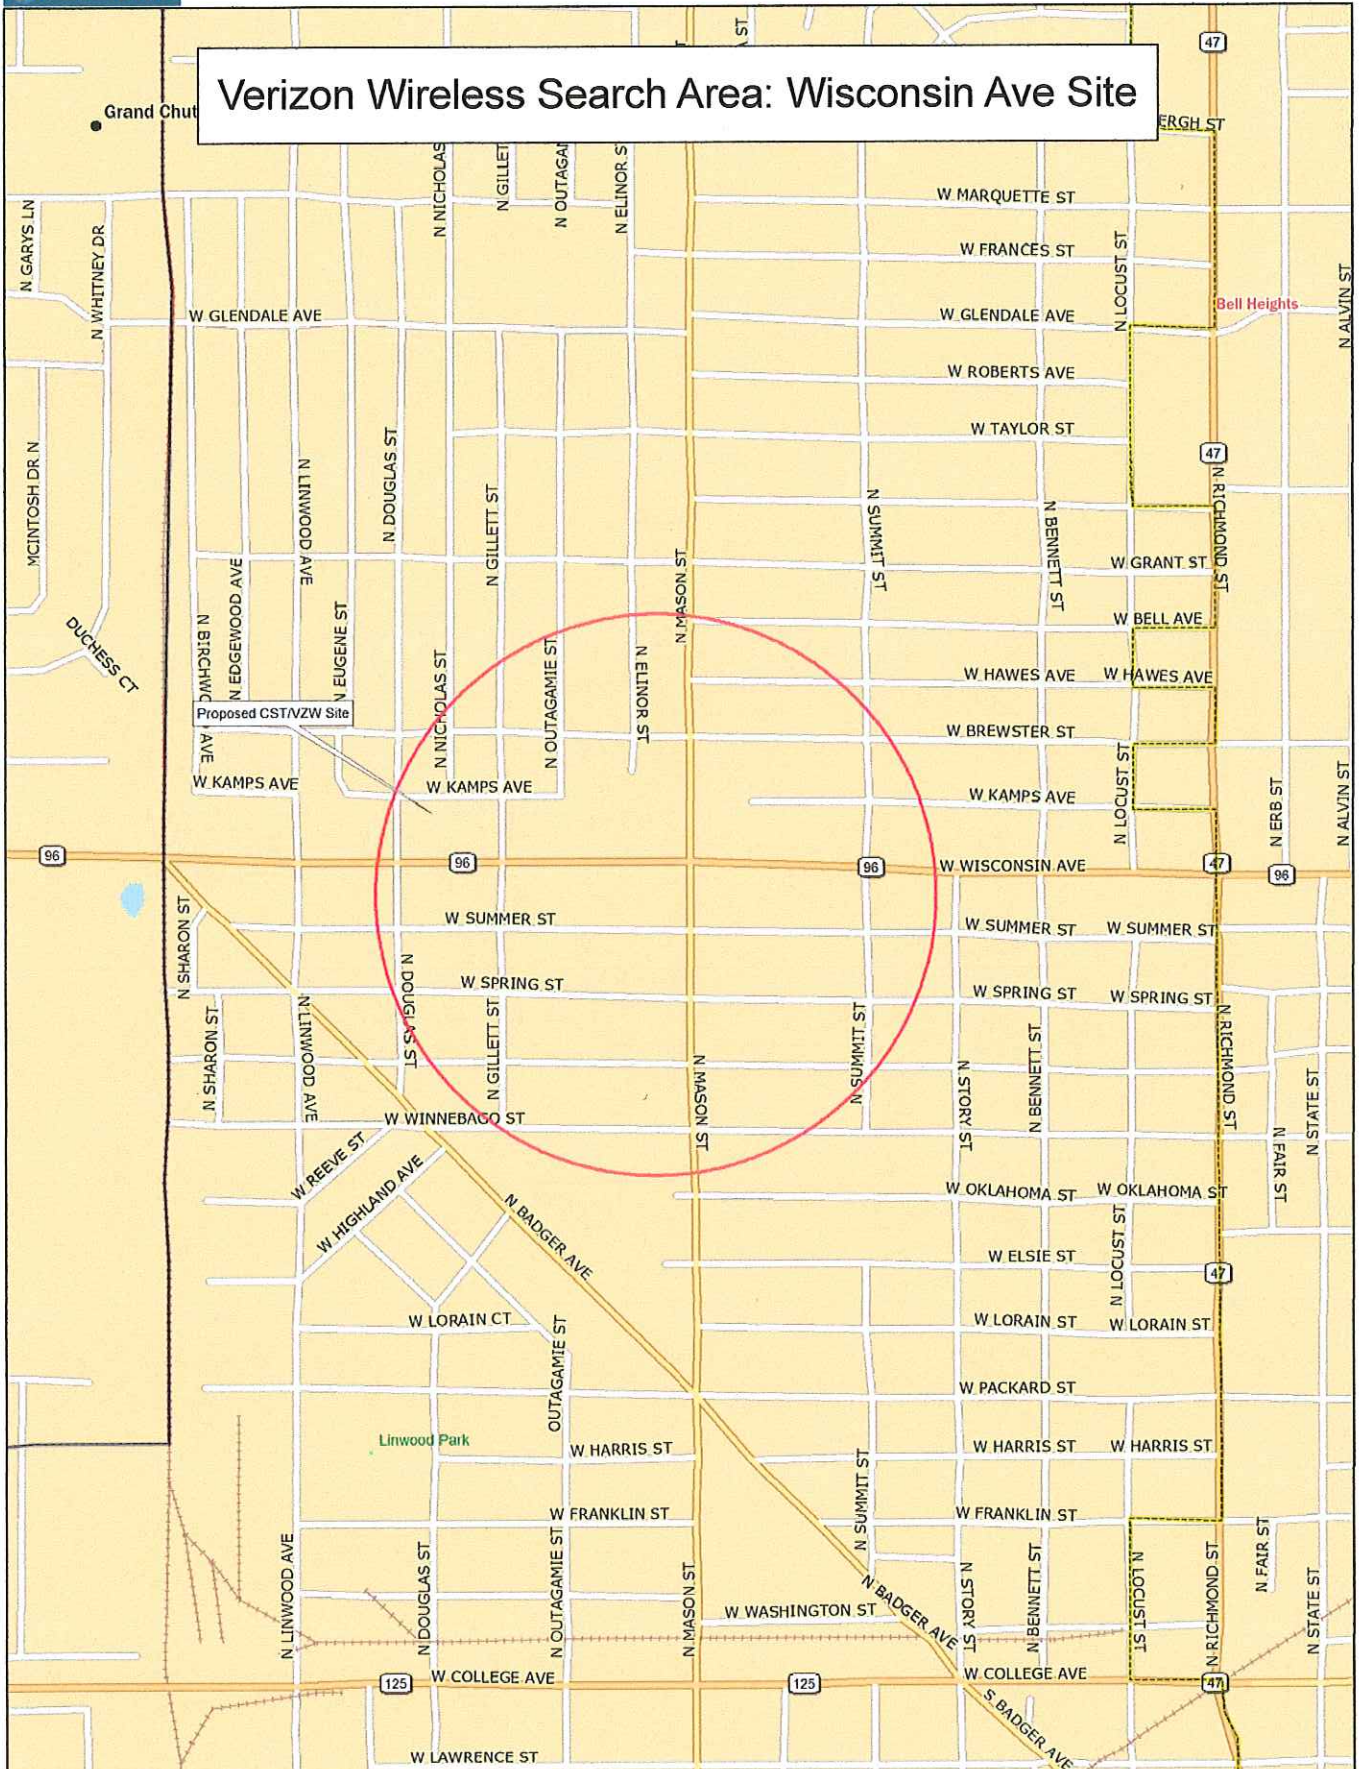 A ST
47
Verizon Wireless Search Area: Wisconsin Ave Site
Grand Chut
ERGH ST
N NICHOLAS
N GILLET
N OUTAGAI
N ELINOR S
W MARQUETTE ST
N GARYS LN
N WHITNEY DR
W FRANCES ST
N LOCUST ST
Bell Heights
N ALVIN ST
W GLENDALE AVE
W GLENDALE AVE
W ROBERTS AVE
W TAYLOR ST
47
MCINTOSH DR N
N LINWOOD AVE
N DOUGLAS ST
N GILLETT ST
N SUMMIT ST
N BENNETT ST
N RICHMOND ST
W GRANT ST
N MASON ST
W BELL AVE
DUCHESS CT
N BIRCHWO D AVE
N EDGEWOOD AVE
N EUGENE ST
N NICHOLAS ST
N OUTAGAMIE ST
N ELINOR ST
W HAWES AVE
W HAWES AVE
Proposed CST/VZW Site
W BREWSTER ST
W KAMPS AVE
W KAMPS AVE
W KAMPS AVE
N LOCUST ST
N ERB ST
N ALVIN ST
96
96
96
W WISCONSIN AVE
47
96
N SHARON ST
W SUMMER ST
W SUMMER ST
W SUMMER ST
W SPRING ST
W SPRING ST
W SPRING ST
N SHARON ST
N LINWOOD AVE
N DOUGLAS ST
N GILLETT ST
N MASON ST
N SUMMIT ST
N STORY ST
N BENNETT ST
N RICHMOND ST
N FAIR ST
N STATE ST
W WINNEBAGO ST
W REEVE ST
W HIGHLAND AVE
N BADGER AVE
W OKLAHOMA ST
W OKLAHOMA ST
W ELSIE ST
N LOCUST ST
47
W LORAIN CT
W LORAIN ST
W LORAIN ST
OUTAGAMIE ST
W PACKARD ST
Linwood Park
W HARRIS ST
W HARRIS ST
W HARRIS ST
W FRANKLIN ST
W FRANKLIN ST
N SUMMIT ST
N LINWOOD AVE
N DOUGLAS ST
N OUTAGAMIE ST
N MASON ST
W WASHINGTON ST
N BADGER AVE
N STORY ST
N BENNETT ST
N LOCUST ST
N RICHMOND ST
N FAIR ST
N STATE ST
125
W COLLEGE AVE
125
W COLLEGE AVE
47
S BADGER AVE
W LAWRENCE ST